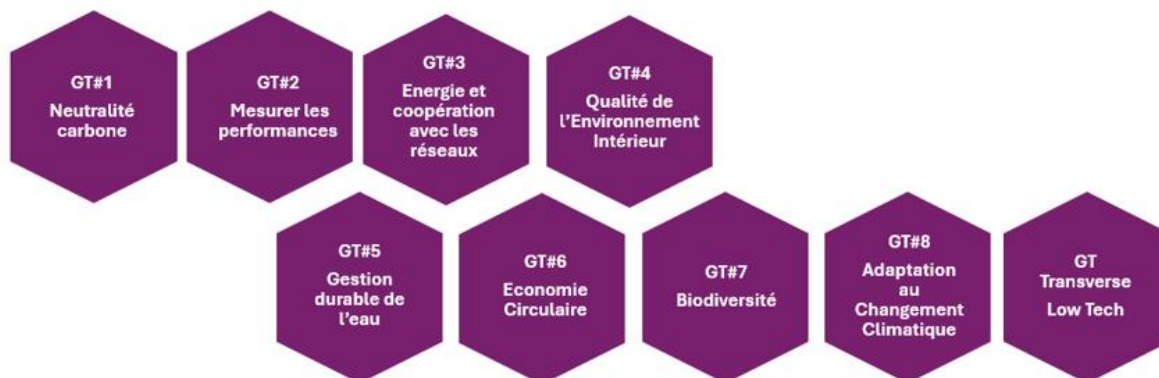 GT#1
Neutralité
carbone
GT#2
Mesurer les
performances
GT#3
Energie et
coopération
avec les
réseaux
GT#4
Qualité de
l'Environnement
Intérieur
GT#5
Gestion
durable de
l'eau
GT#6
Economie
Circulaire
GT#7
Biodiversité
GT#8
Adaptation
au
Changement
Climatique
GT
Transverse
Low Tech